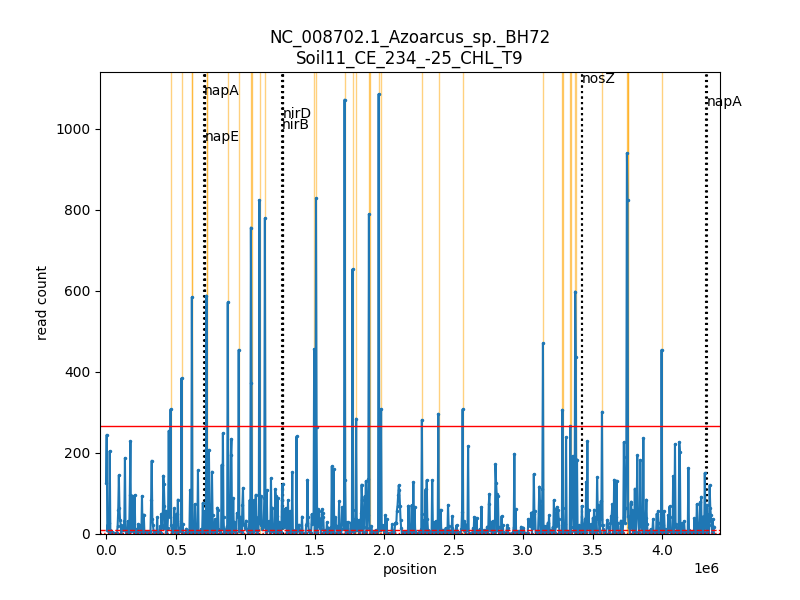 NC_008702.1_Azoarcus_sp._BH72
Soil11_CE_234_-25_CHL_T9
napA
nosZ
napA
nirD
nirB
napE
read count
1000
800
600
400
200
0
0.0 0.5 1.0 1.5 2.0 2.5 3.0 3.5 4.0
position
1e6